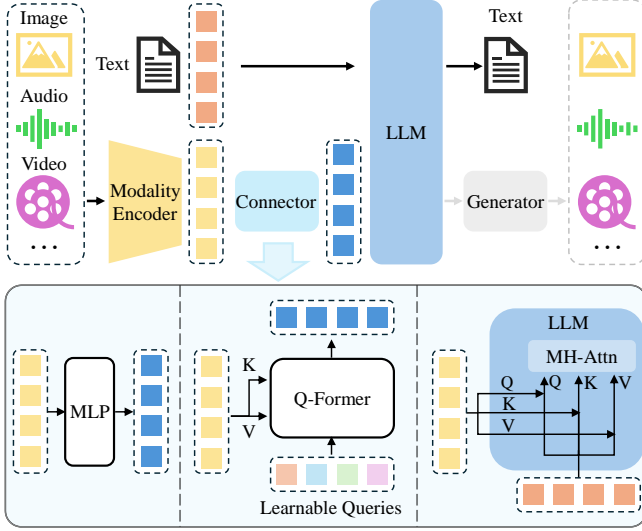 Image
Text
Text
Audio
LLM
Video
Modality
Encoder
Connector
Generator
...
...
LLM
MH-Attn
K
Q
Q
K
V
MLP
Q-Former
K
V
V
Learnable Queries